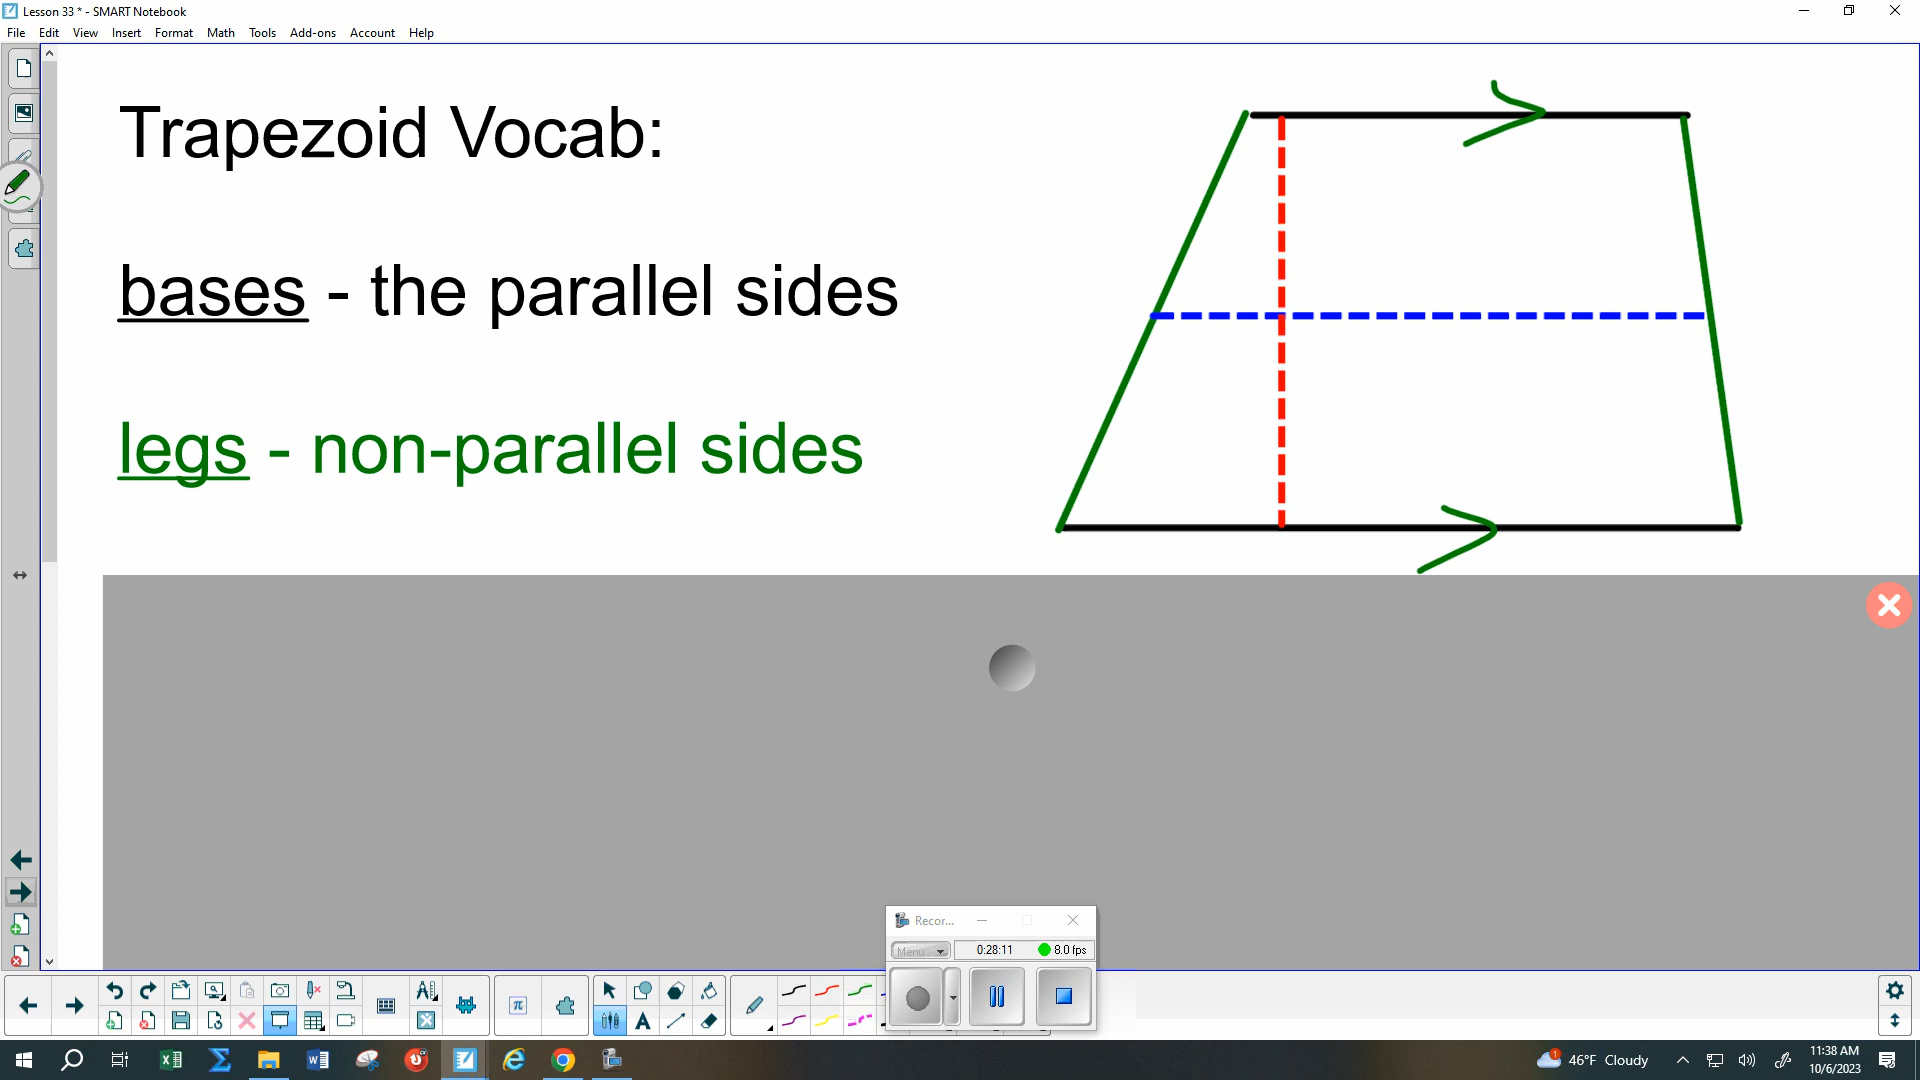 Lesson 33 * - SMART Notebook
File Edit View Insert Format Math Tools Add-ons Account Help
Trapezoid Vocab:
bases - the parallel sides
legs - non-parallel sides
Recor...
Menu 0:28:11 8.0 fps
46°F Cloudy
11:38 AM
10/6/2023